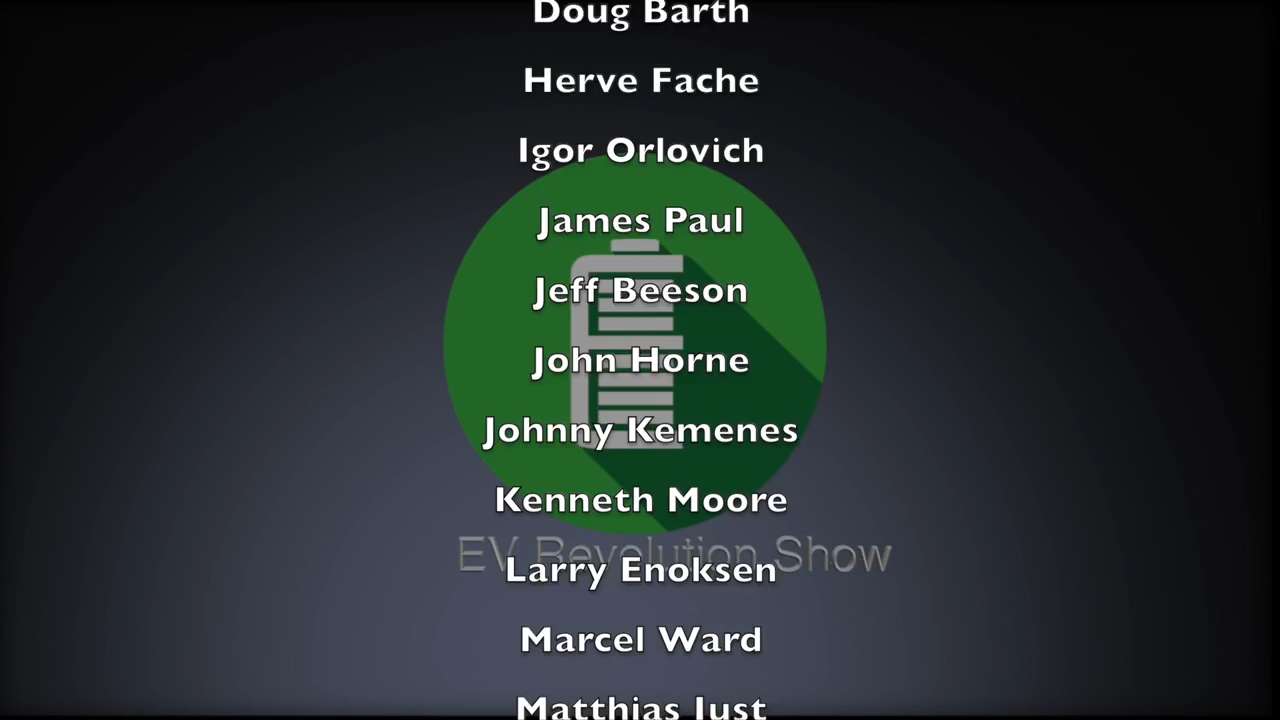 Doug Barth
Herve Fache
Igor Orlovich
James Paul
Jeff Beeson
John Horne
Johnny Kemenes
Kenneth Moore
EV Revolution Show
Larry Enoksen
Marcel Ward
Matthias Iust